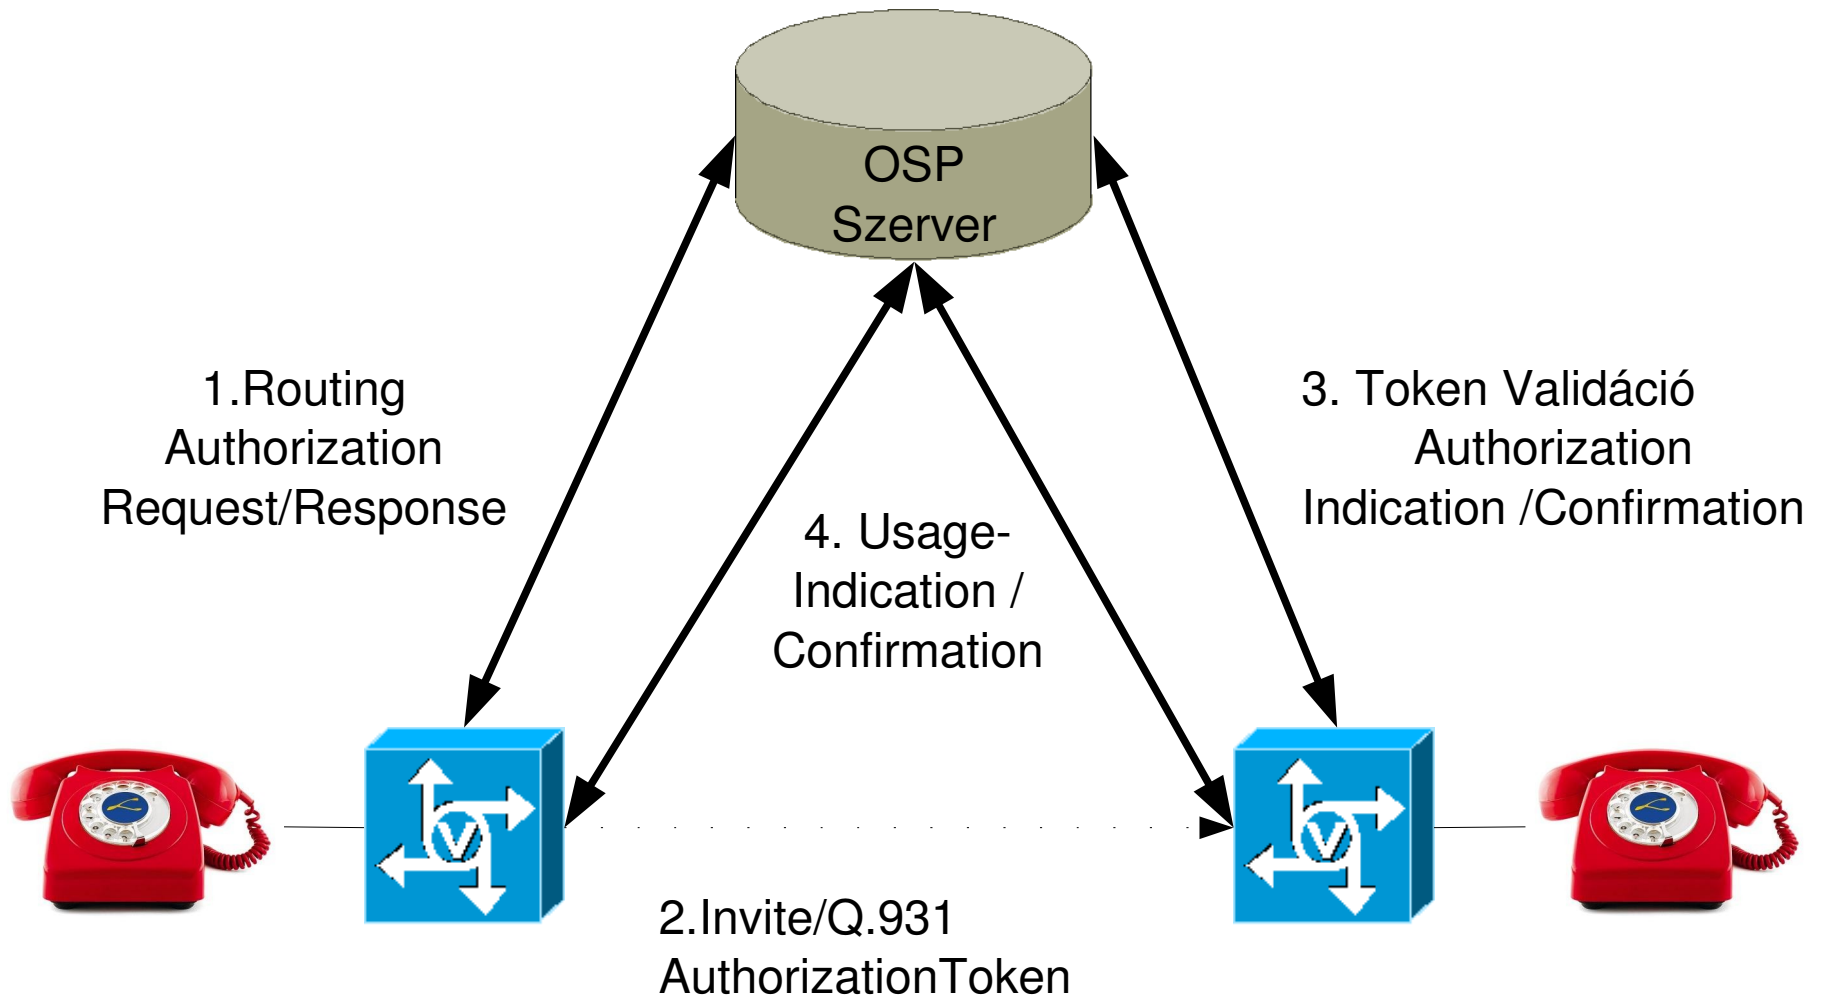 OSP
Szerver
1.Routing
Authorization
Request/Response
3. Token Validáció
Authorization
Indication /Confirmation
4. Usage-
Indication /
Confirmation
V
V
2.Invite/Q.931
AuthorizationToken